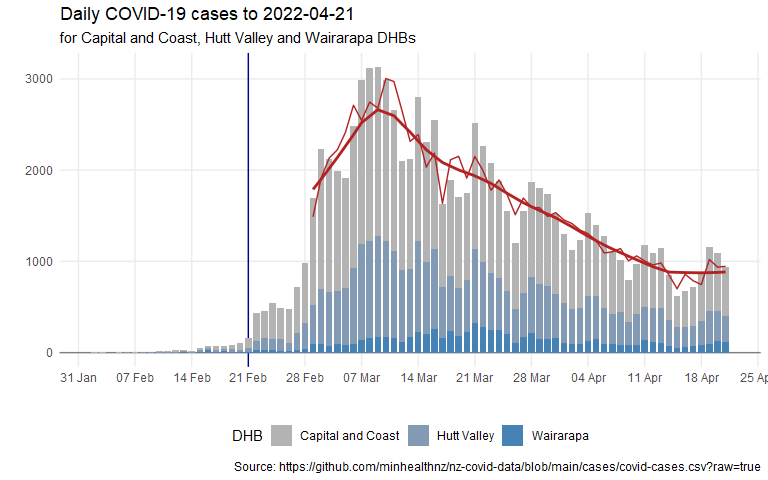 Daily COVID-19 cases to 2022-04-21
for Capital and Coast, Hutt Valley and Wairarapa DHBs
3000
2000
1000
0
31 Jan 07 Feb 14 Feb 21 Feb 28 Feb 07 Mar 14 Mar 21 Mar 28 Mar 04 Apr 11 Apr 18 Apr 25 Ap
DHB Capital and Coast Hutt Valley Wairarapa
Source: https://github.com/minhealthnz/nz-covid-data/blob/main/cases/covid-cases.csv?raw=true